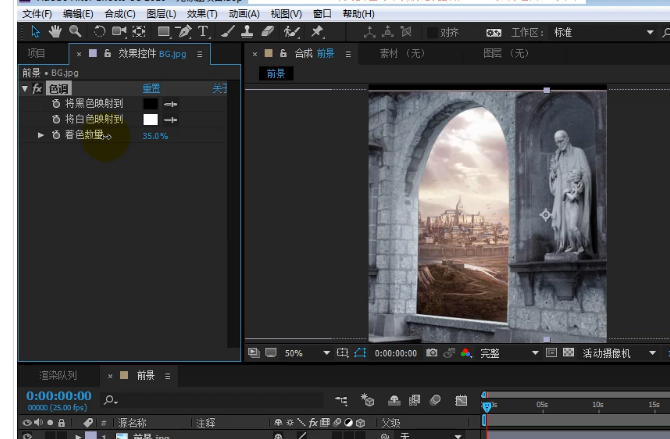 文件(F) 编辑(E) 合成(C) 图层(L) 效果(T) 动画(A) 视图(V) 窗口 帮助(H)
对齐 工作区: 标准
项目 × 效果控件 BG.jpg ≡ × 合成 前景 ≡ 素材 (无) 图层 (无)
前景 • BG.jpg 前景
fx 色调 重置 关于
将黑色映射到
将白色映射到
着色数量 35.0%
50% 0:00:00:00 完整 活动摄像机
渲染队列 × 前景 ≡
0:00:00:00
00000 (25.00 fps)
05s 10s 15s
# 源名称 注释 父级
1 前景.jpg 无